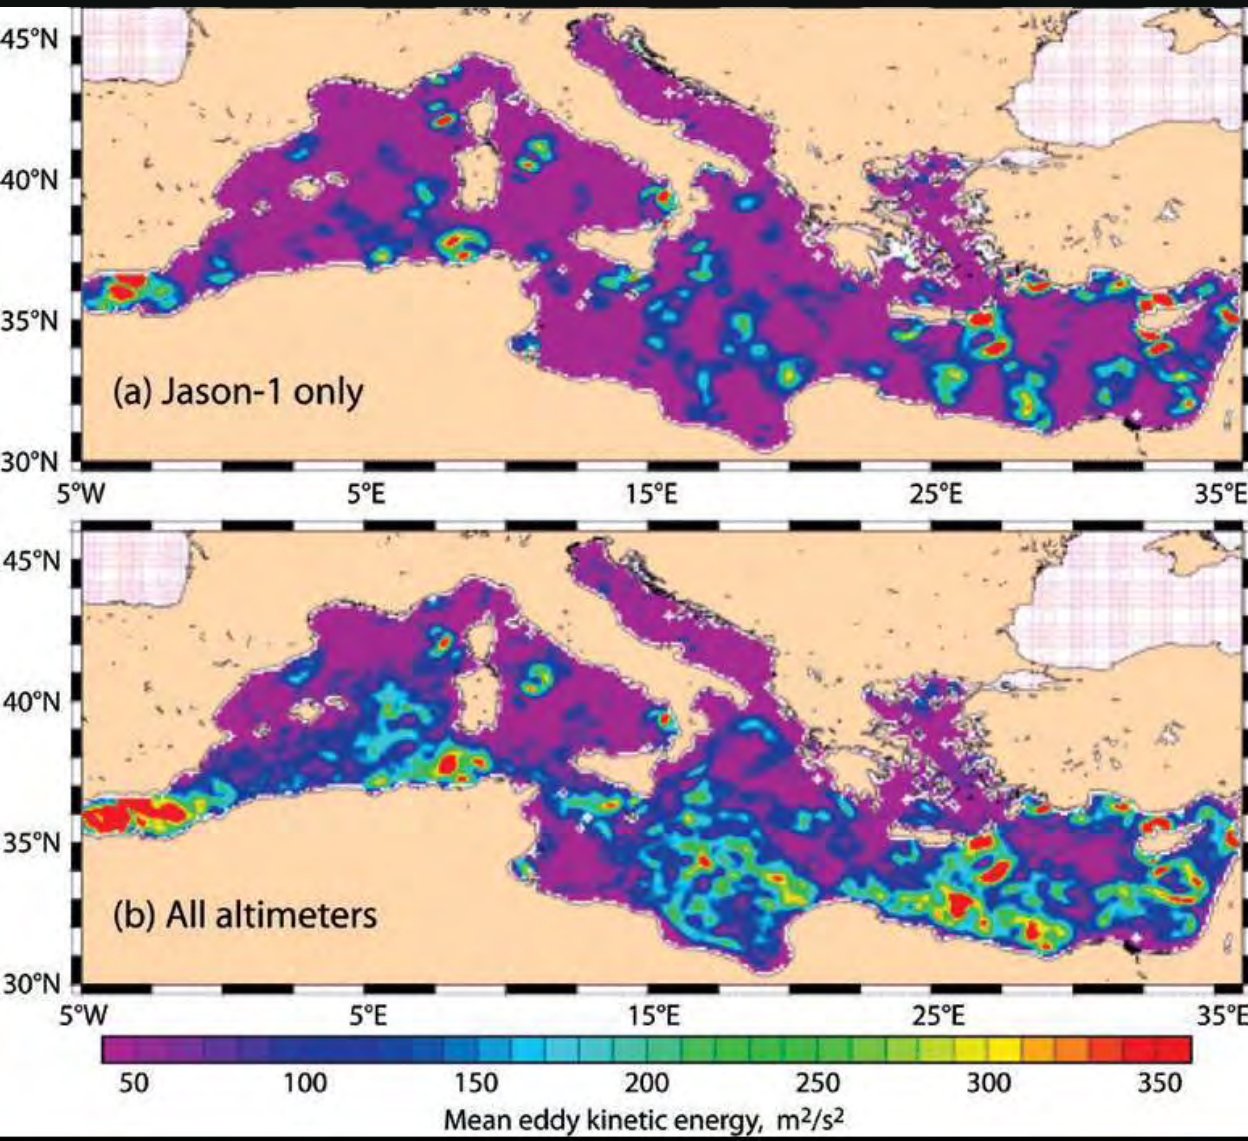 45°N
40°N
35°N
(a) Jason-1 only
30°N
5°W 5°E 15°E 25°E 35°E
45°N
40°N
35°N
(b) All altimeters
30°N
5°W 5°E 15°E 25°E 35°E
50 100 150 200 250 300 350
Mean eddy kinetic energy, m²/s²